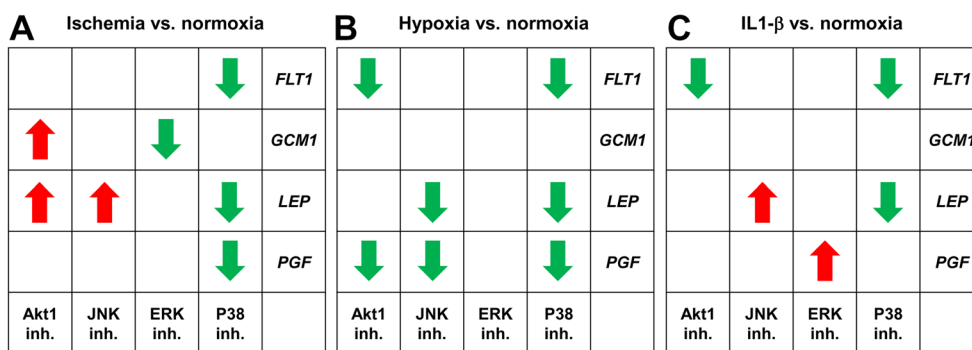 A Ischemia vs. normoxia
FLT1
GCM1
LEP
PGF
Akt1 inh.
JNK inh.
ERK inh.
P38 inh.
B Hypoxia vs. normoxia
FLT1
GCM1
LEP
PGF
Akt1 inh.
JNK inh.
ERK inh.
P38 inh.
C IL1-β vs. normoxia
FLT1
GCM1
LEP
PGF
Akt1 inh.
JNK inh.
ERK inh.
P38 inh.